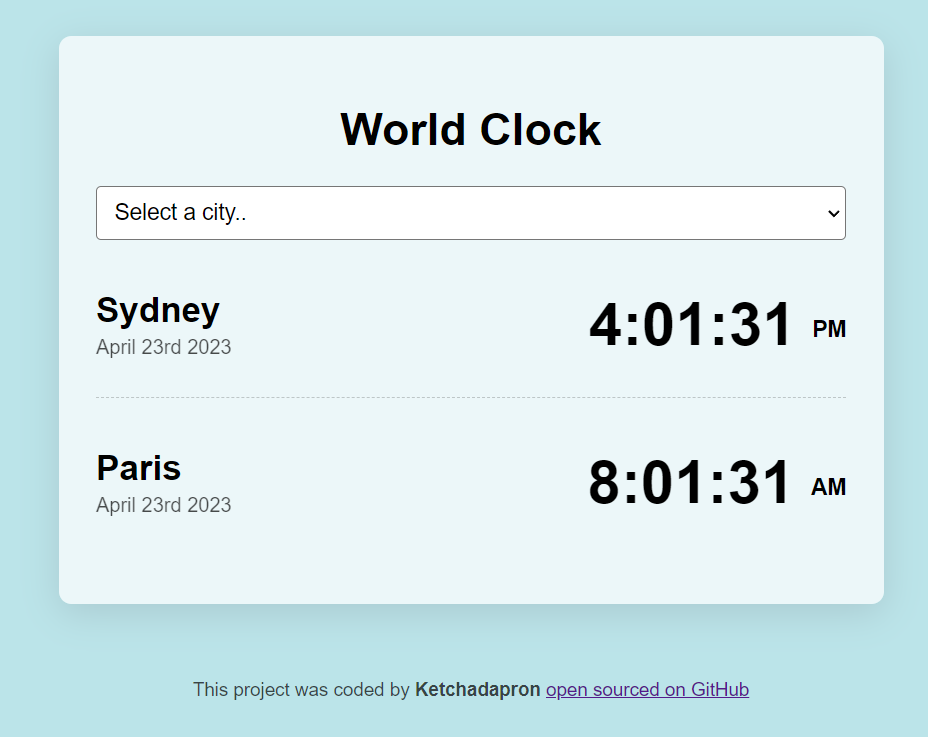 World Clock
Select a city..
Sydney
April 23rd 2023
4:01:31 PM
Paris
April 23rd 2023
8:01:31 AM
This project was coded by Ketchadapron open sourced on GitHub